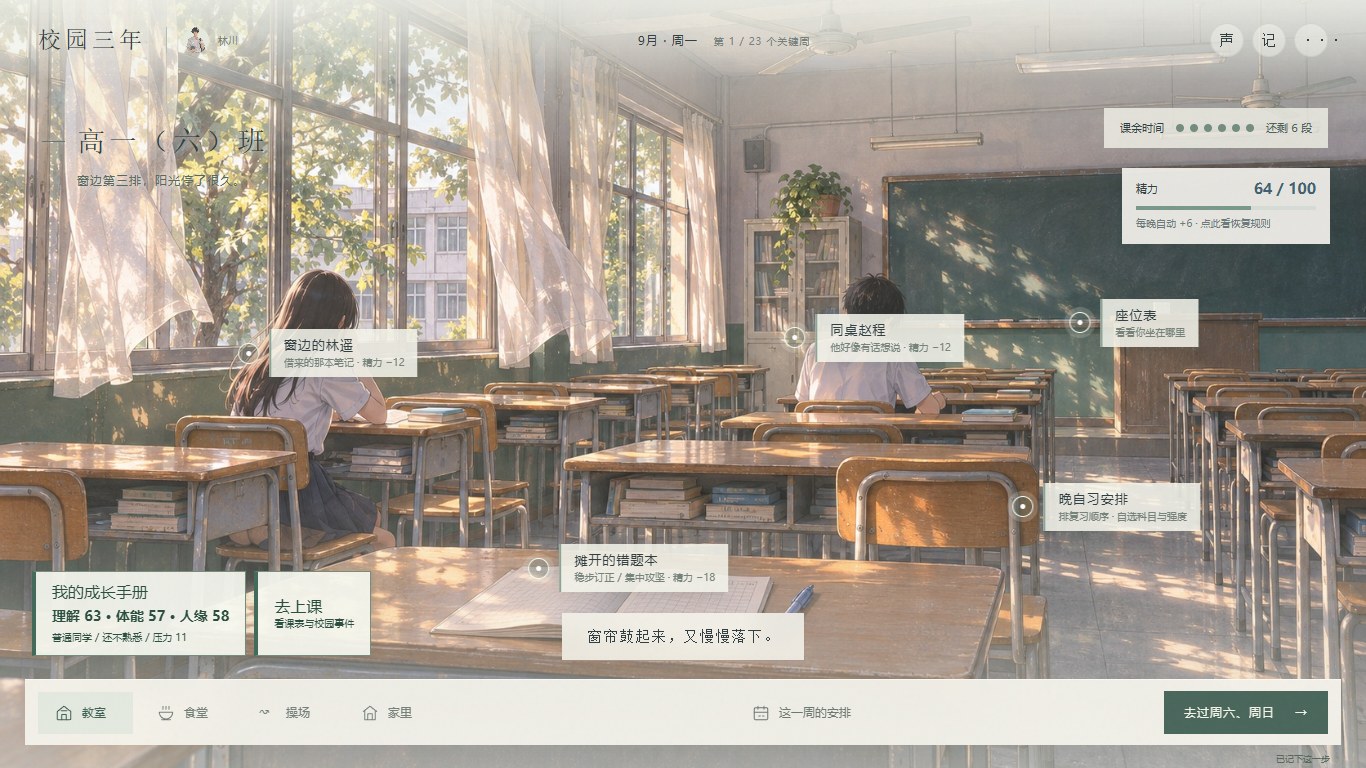 校园三年
林川
9月 · 周一 第 1 / 23 个关键周
声 记 · · ·
高一（六）班
窗边第三排，阳光停了很久。
课余时间 还剩 6 段
精力 64 / 100
每晚自动 +6 · 点此看恢复规则
窗边的林遥
借来的那本笔记 · 精力 −12
同桌赵程
他好像有话想说 · 精力 −12
座位表
看看你坐在哪里
晚自习安排
排复习顺序 · 自选科目与强度
摊开的错题本
稳步订正 / 集中攻坚 · 精力 −18
窗帘鼓起来，又慢慢落下。
我的成长手册
理解 63 • 体能 57 • 人缘 58
普通同学 / 还不熟悉 / 压力 11
去上课
看课表与校园事件
教室 食堂 操场 家里 这一周的安排 去过周六、周日 →
已记下这一步